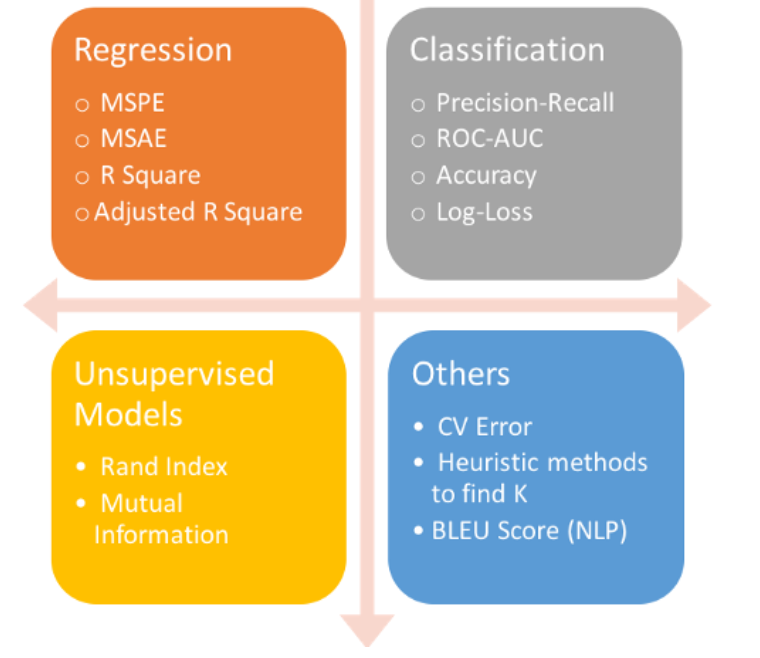 Regression
○ MSPE
○ MSAE
○ R Square
○ Adjusted R Square
Classification
○ Precision-Recall
○ ROC-AUC
○ Accuracy
○ Log-Loss
Unsupervised
Models
• Rand Index
• Mutual
Information
Others
• CV Error
• Heuristic methods
to find K
• BLEU Score (NLP)